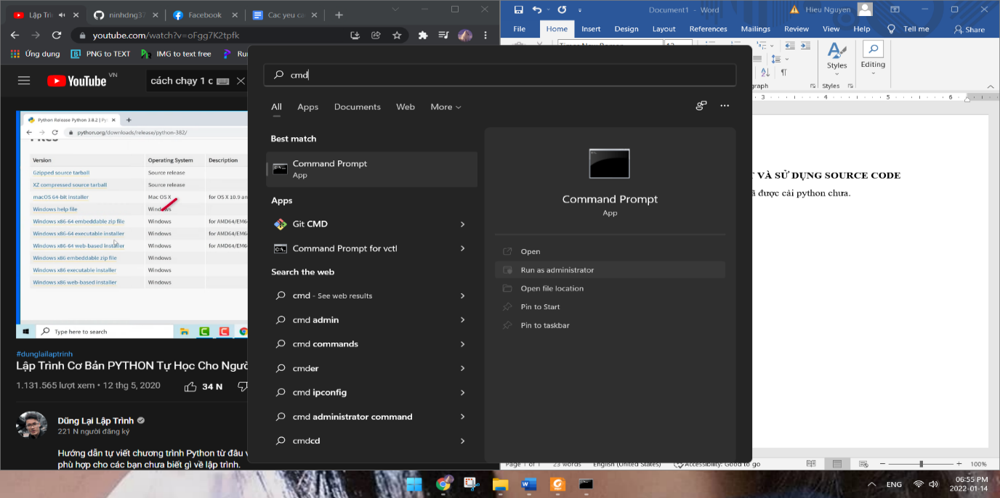 Lập Trì
ninhdng37
Facebook
Cac yeu ca
youtube.com/watch?v=oFgg7K2tpfk
Ứng dụng
PNG to TEXT
IMG to text free
YouTube
VN
cách chạy 1 c
Python Release Python 3.8.2 | Py
python.org/downloads/release/python-382/
Version Operating System Description
Gzipped source tarball Source release
XZ compressed source tarball Source release
macOS 64-bit installer Mac OS X for OS X 10.9 an
Windows help file Windows
Windows x86-64 embeddable zip file Windows for AMD64/EM64
Windows x86-64 executable installer Windows for AMD64/EM64
Windows x86-64 web-based installer Windows for AMD64/EM64
Windows x86 embeddable zip file Windows
Windows x86 executable installer Windows
Windows x86 web-based installer Windows
Type here to search
#dunglailaptrinh
Lập Trình Cơ Bản PYTHON Tự Học Cho Ngườ
1.131.565 lượt xem • 12 thg 5, 2020
34 N
Dũng Lại Lập Trình
221 N người đăng ký
Hướng dẫn tự viết chương trình Python từ đầu v
phù hợp cho các bạn chưa biết gì về lập trình.
cmd
All Apps Documents Web More
Best match
Command Prompt
App
Apps
Git CMD
Command Prompt for vctl
Search the web
cmd - See web results
cmd admin
cmd commands
cmder
cmd ipconfig
cmd administrator command
cmdcd
Command Prompt
App
Open
Run as administrator
Open file location
Pin to Start
Pin to taskbar
Document1 - Word
Hieu Nguyen
File Home Insert Design Layout References Mailings Review View Help Tell me Share
Styles
Editing
Styles
3 4 5 6
T VÀ SỬ DỤNG SOURCE CODE
ã được cải python chưa.
Page 1 of 1 23 words English (United States) Accessibility: Good to go
100%
ENG
06:55 PM
2022-01-14